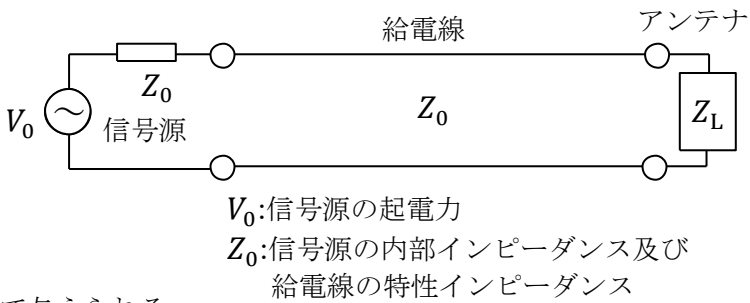 アンテナ
給電線
Z₀
V₀
信号源
Z₀
Z_L
V₀:信号源の起電力
Z₀:信号源の内部インピーダンス及び
給電線の特性インピーダンス